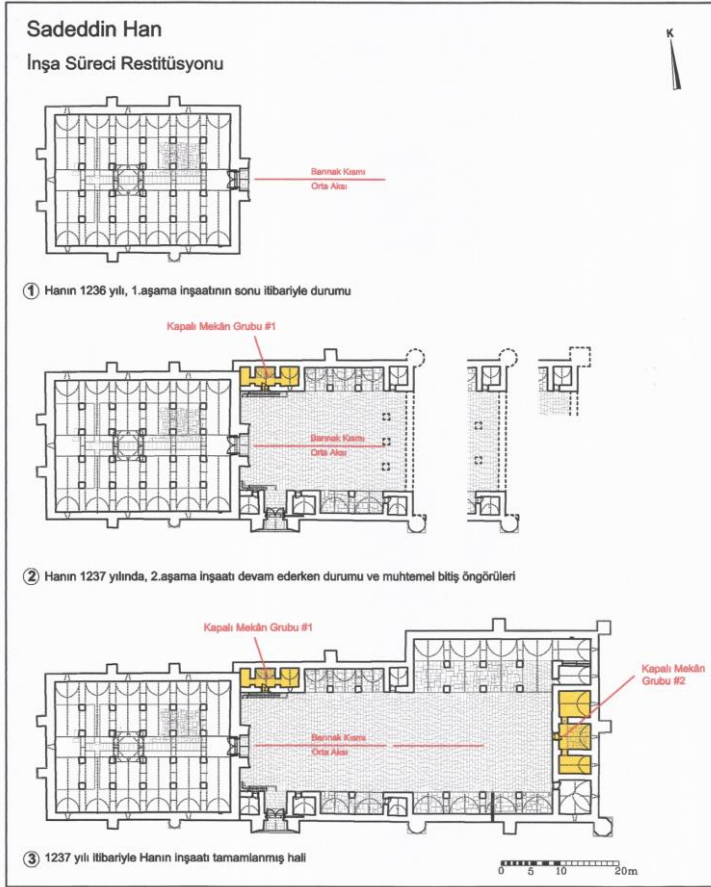 Sadeddin Han
İnşa Süreci Restitüsyonu
K
Barınak Kısmı
Orta Aksı
1 Hanın 1236 yılı, 1.aşama inşaatının sonu itibariyle durumu
Kapalı Mekân Grubu #1
Barınak Kısmı
Orta Aksı
2 Hanın 1237 yılında, 2.aşama inşaatı devam ederken durumu ve muhtemel bitiş öngörüleri
Kapalı Mekân Grubu #1
Kapalı Mekân
Grubu #2
Barınak Kısmı
Orta Aksı
3 1237 yılı itibariyle Hanın inşaatı tamamlanmış hali
0 5 10 20m